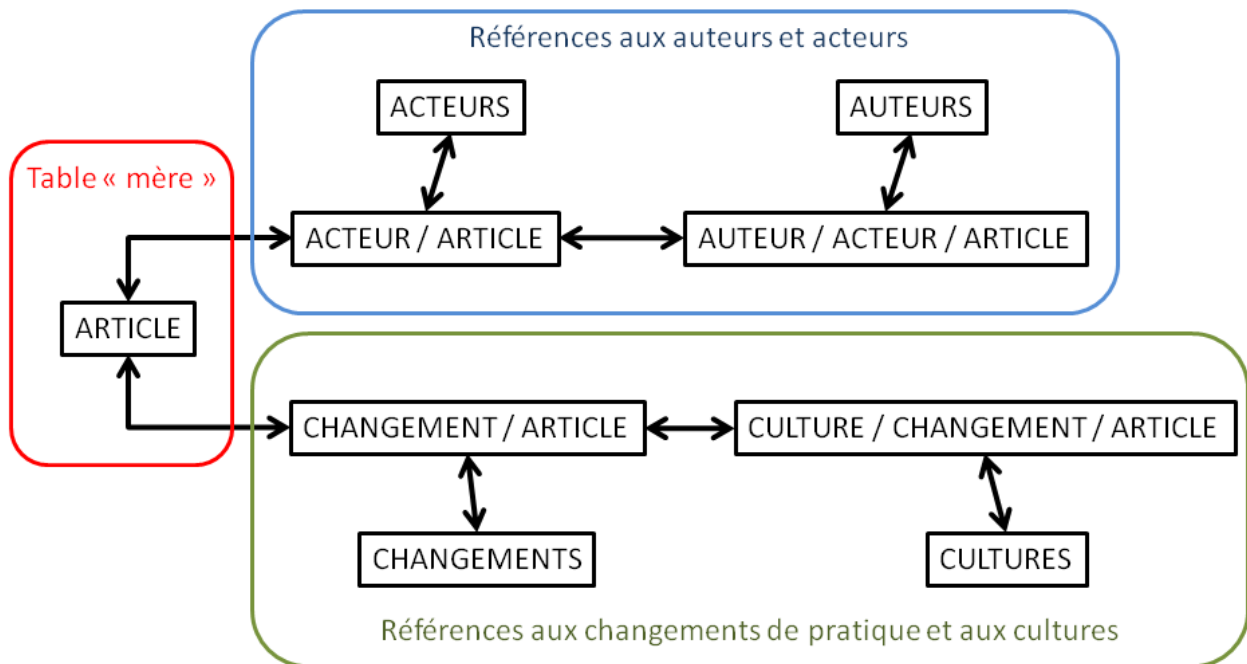 Références aux auteurs et acteurs
ACTEURS
AUTEURS
Table « mère »
ACTEUR / ARTICLE
AUTEUR / ACTEUR / ARTICLE
ARTICLE
CHANGEMENT / ARTICLE
CULTURE / CHANGEMENT / ARTICLE
CHANGEMENTS
CULTURES
Références aux changements de pratique et aux cultures